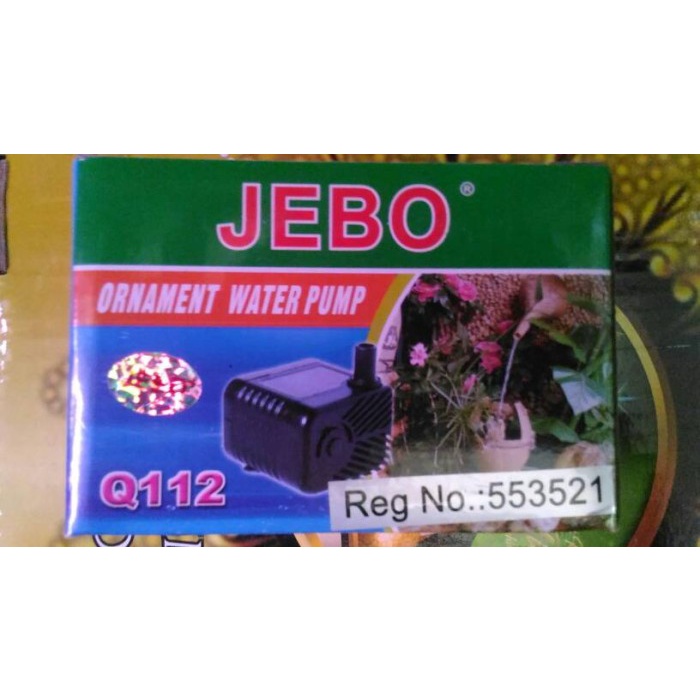 JEBO®
ORNAMENT WATER PUMP
Q112
Reg No.:553521